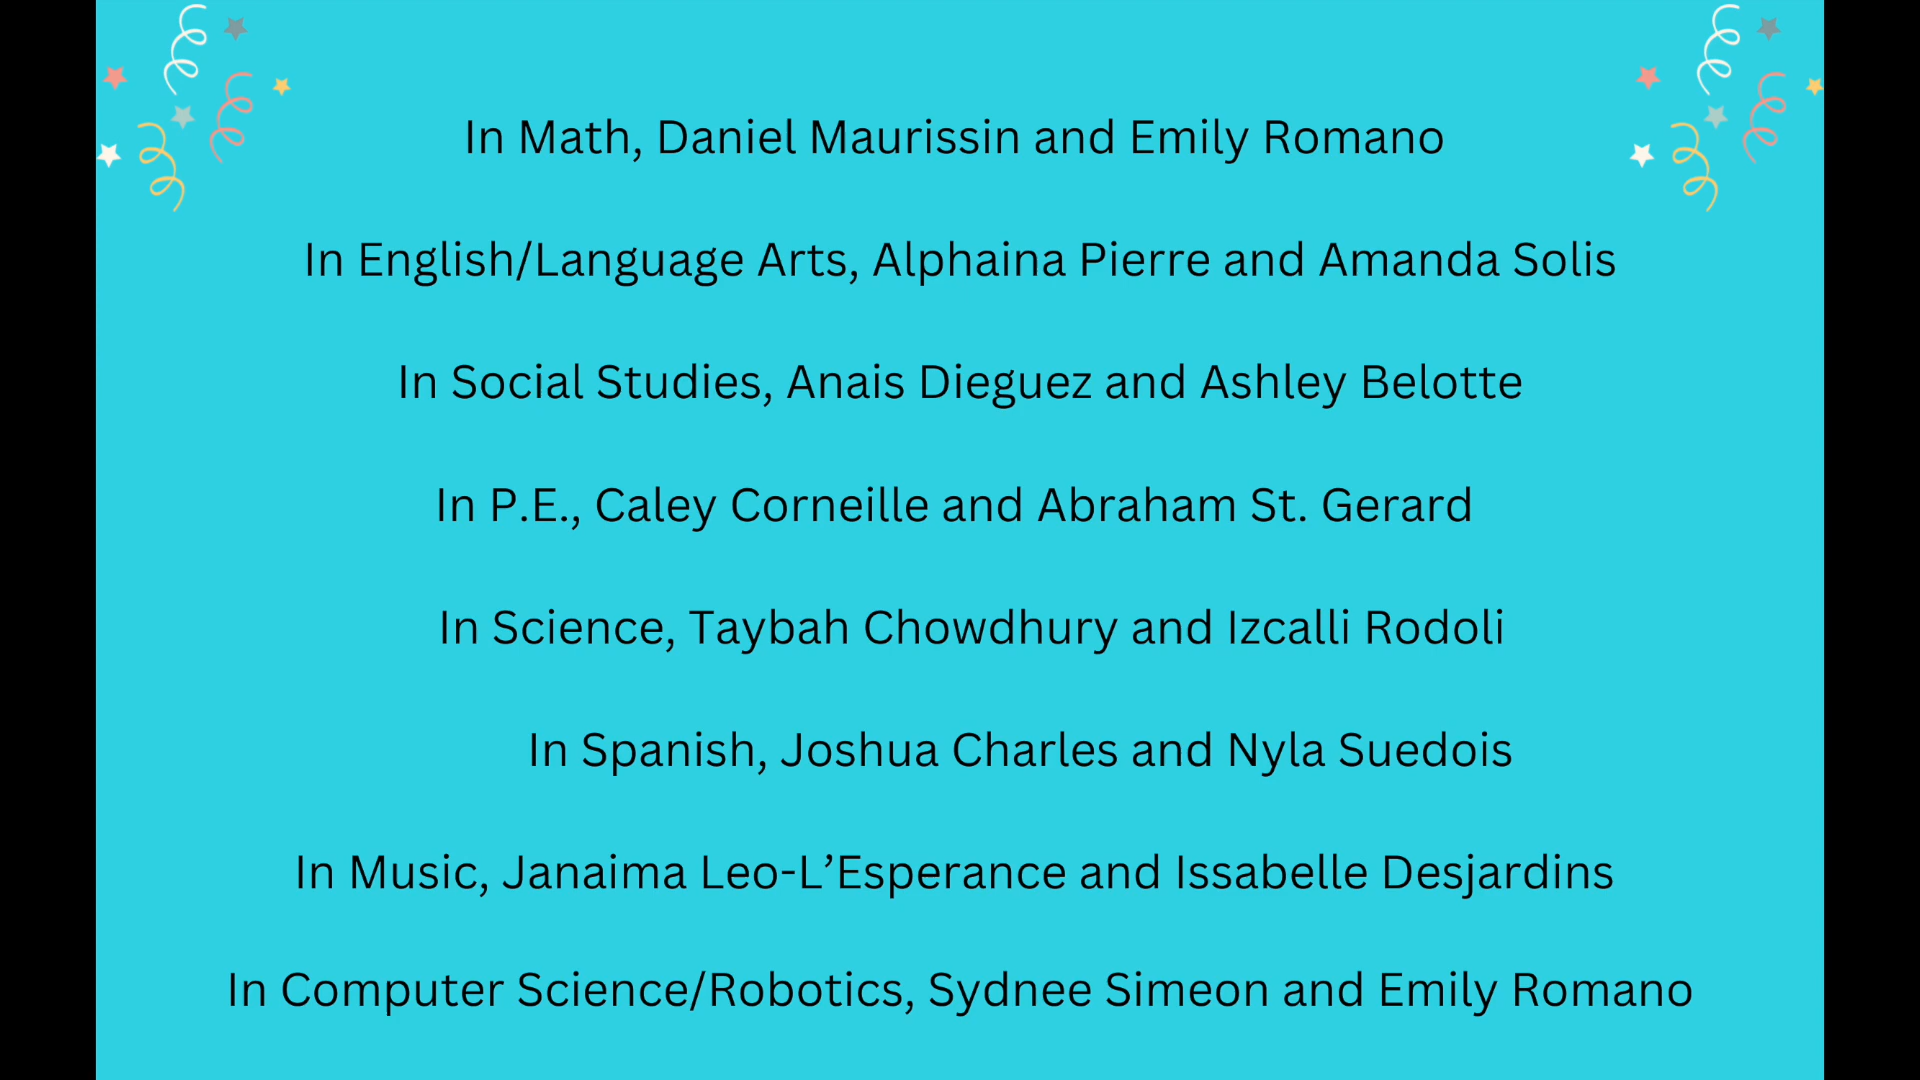 In Math, Daniel Maurissin and Emily Romano
In English/Language Arts, Alphaina Pierre and Amanda Solis
In Social Studies, Anais Dieguez and Ashley Belotte
In P.E., Caley Corneille and Abraham St. Gerard
In Science, Taybah Chowdhury and Izcalli Rodoli
In Spanish, Joshua Charles and Nyla Suedois
In Music, Janaima Leo-L’Esperance and Issabelle Desjardins
In Computer Science/Robotics, Sydnee Simeon and Emily Romano